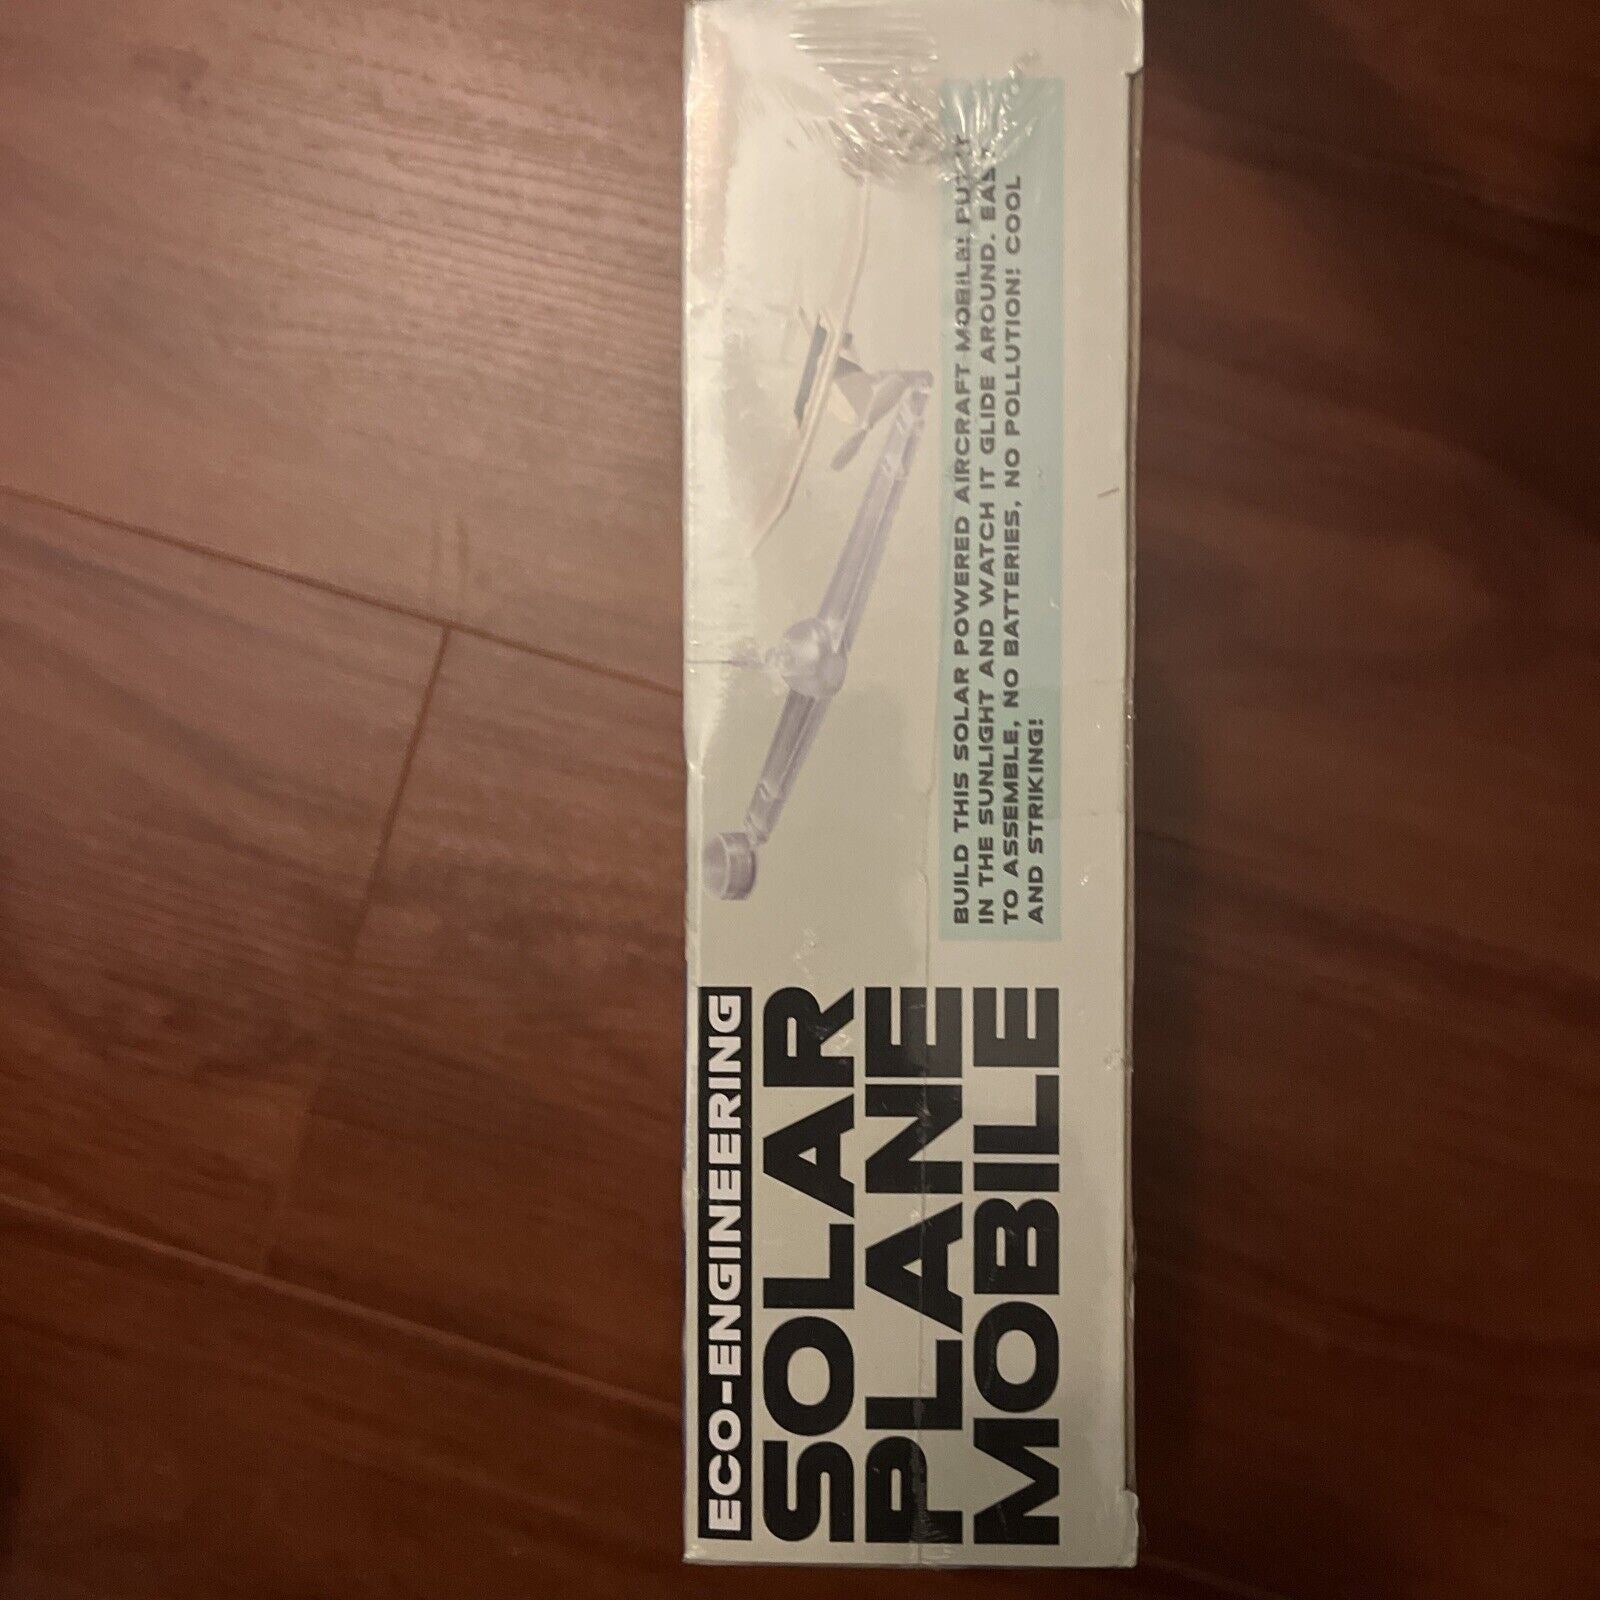 ECO-ENGINEERING
SOLAR
PLANE
MOBILE
BUILD THIS SOLAR POWERED AIRCRAFT MOBILE! PUT IT
IN THE SUNLIGHT AND WATCH IT GLIDE AROUND. EASY
TO ASSEMBLE, NO BATTERIES, NO POLLUTION! COOL
AND STRIKING!